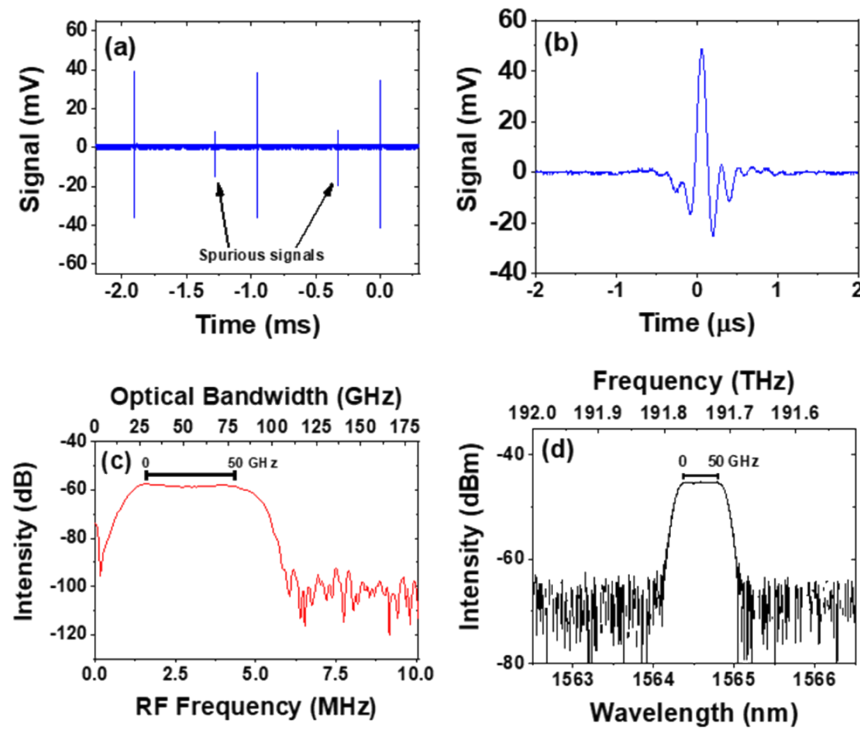 (a)
60
40
20
0
-20
-40
-60
Signal (mV)
Spurious signals
-2.0 -1.5 -1.0 -0.5 0.0
Time (ms)
(b)
60
40
20
0
-20
-40
Signal (mV)
-2 -1 0 1 2
Time (μs)
Optical Bandwidth (GHz)
0 25 50 75 100 125 150 175
(c)
0 50 GHz
-40
-60
-80
-100
-120
Intensity (dB)
0.0 2.5 5.0 7.5 10.0
RF Frequency (MHz)
Frequency (THz)
192.0 191.9 191.8 191.7 191.6
(d)
0 50 GHz
-40
-60
-80
Intensity (dBm)
1563 1564 1565 1566
Wavelength (nm)